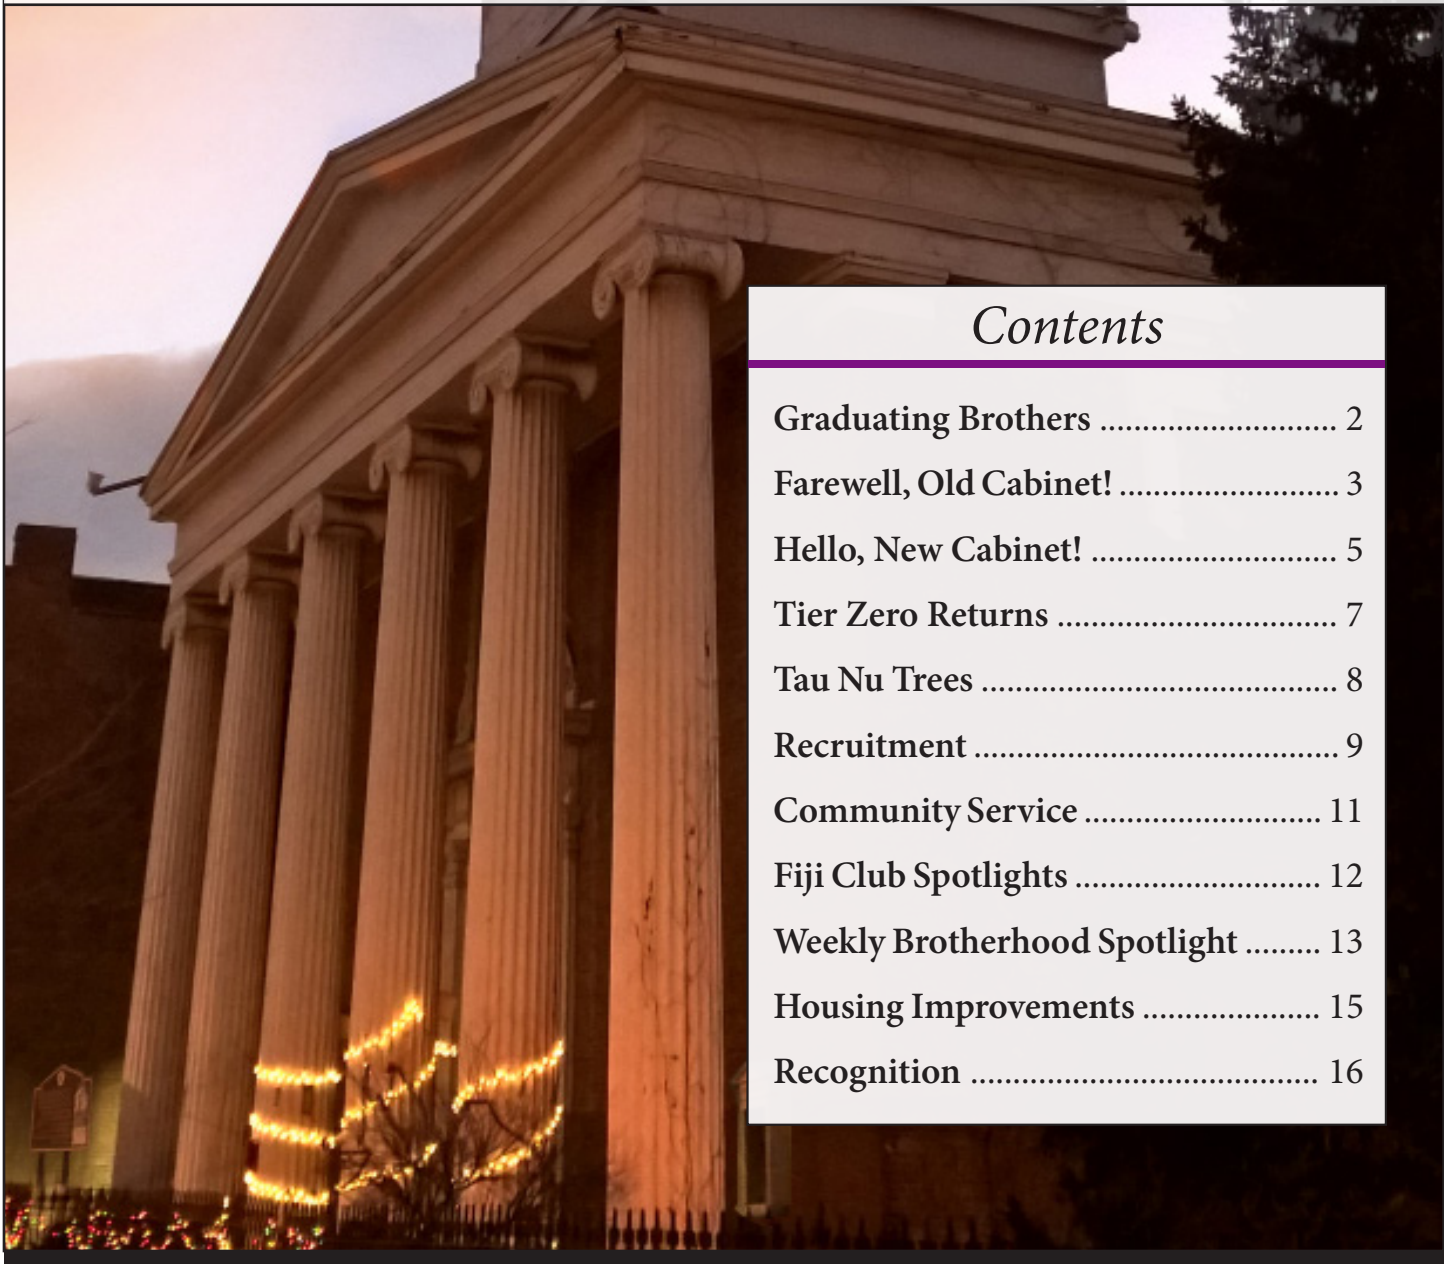 Contents
Graduating Brothers ............................ 2
Farewell, Old Cabinet! .......................... 3
Hello, New Cabinet! ............................. 5
Tier Zero Returns ................................. 7
Tau Nu Trees .......................................... 8
Recruitment ........................................... 9
Community Service ............................ 11
Fiji Club Spotlights ............................. 12
Weekly Brotherhood Spotlight ......... 13
Housing Improvements ..................... 15
Recognition ......................................... 16